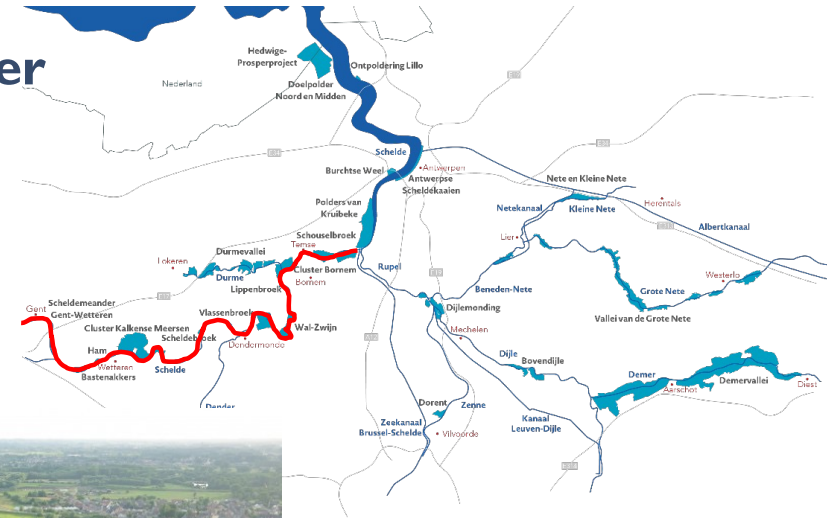 er
Hedwige-
Prosperproject
Ontpoldering Lillo
Nederland
Doelpolder
Noord en Midden
Schelde
Antwerpen
Burchtse Weel
Antwerpse
Scheldekaaien
Nete en Kleine Nete
Polders van
Kruibeke
Netekanaal
Kleine Nete
Herentals
Albertkanaal
Schouselbroek
Temse
Lier
Durmevallei
Lokeren
Durme
Cluster Bornem
Bornem
Rupel
Westerlo
Lippenbroek
Beneden-Nete
Grote Nete
Scheldemeander
Gent-Wetteren
Gent
Vlassenbroek
Dijlemonding
Vallei van de Grote Nete
Cluster Kalkense Meersen
Scheldebroek
Wal-Zwijn
Mechelen
Ham
Dendermonde
Wetteren
Schelde
Bastenakkers
Dijle
Bovendijle
Demer
Demervallei
Aarschot
Diest
Dender
Dorent
Zenne
Zeekanaal
Brussel-Schelde
Vilvoorde
Kanaal
Leuven-Dijle